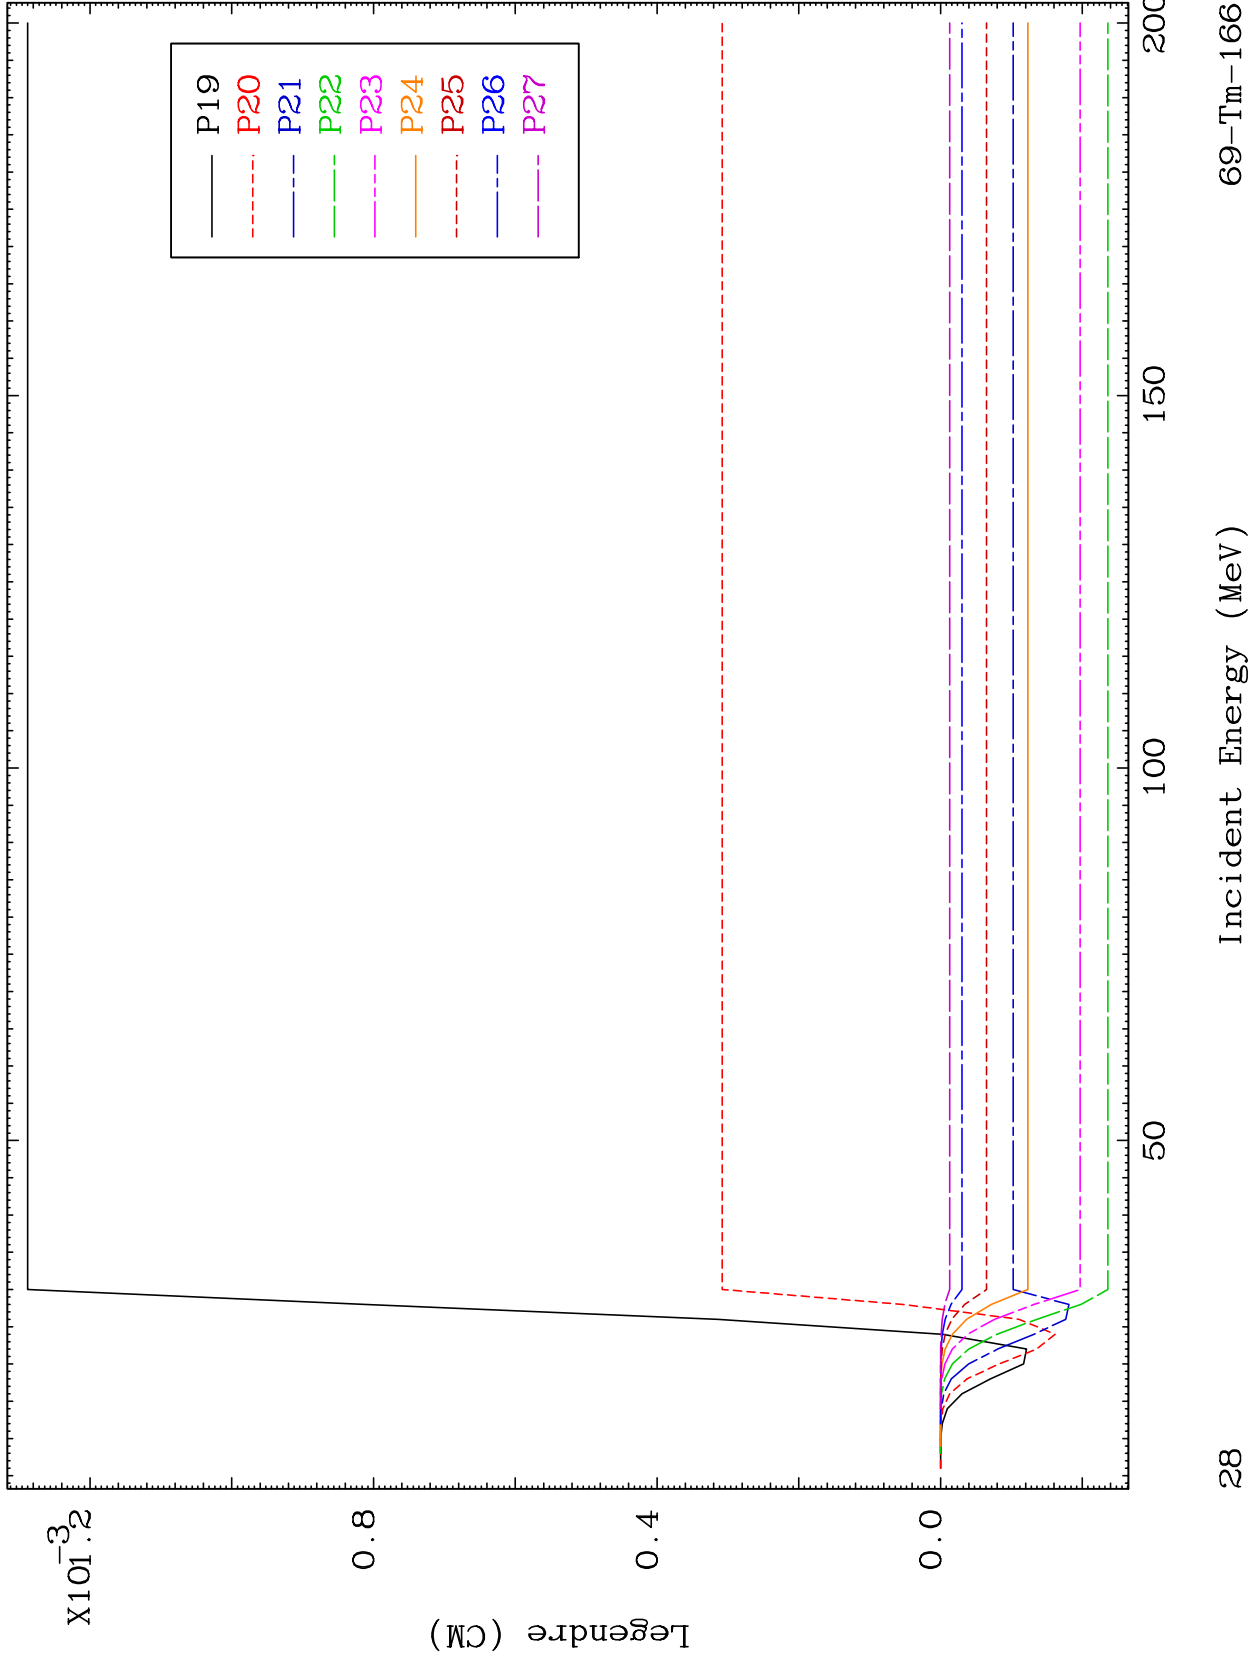 X10-3
1.2
0.8
0.4
0.0
Legendre (CM)
P19
P20
P21
P22
P23
P24
P25
P26
P27
50
100
150
200
28
Incident Energy (MeV)
69-Tm-166